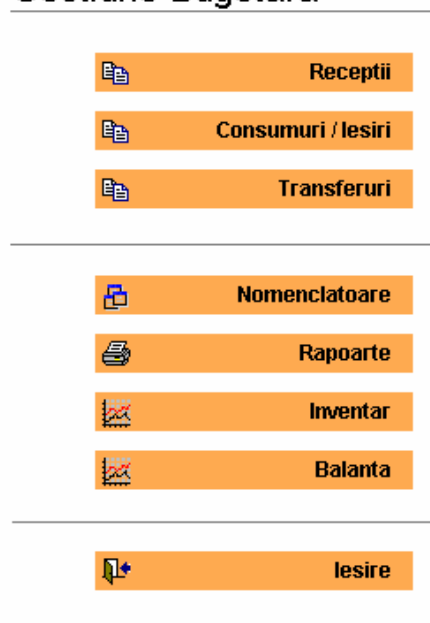 Receptii
Consumuri / Iesiri
Transferuri
Nomenclatoare
Rapoarte
Inventar
Balanta
Iesire